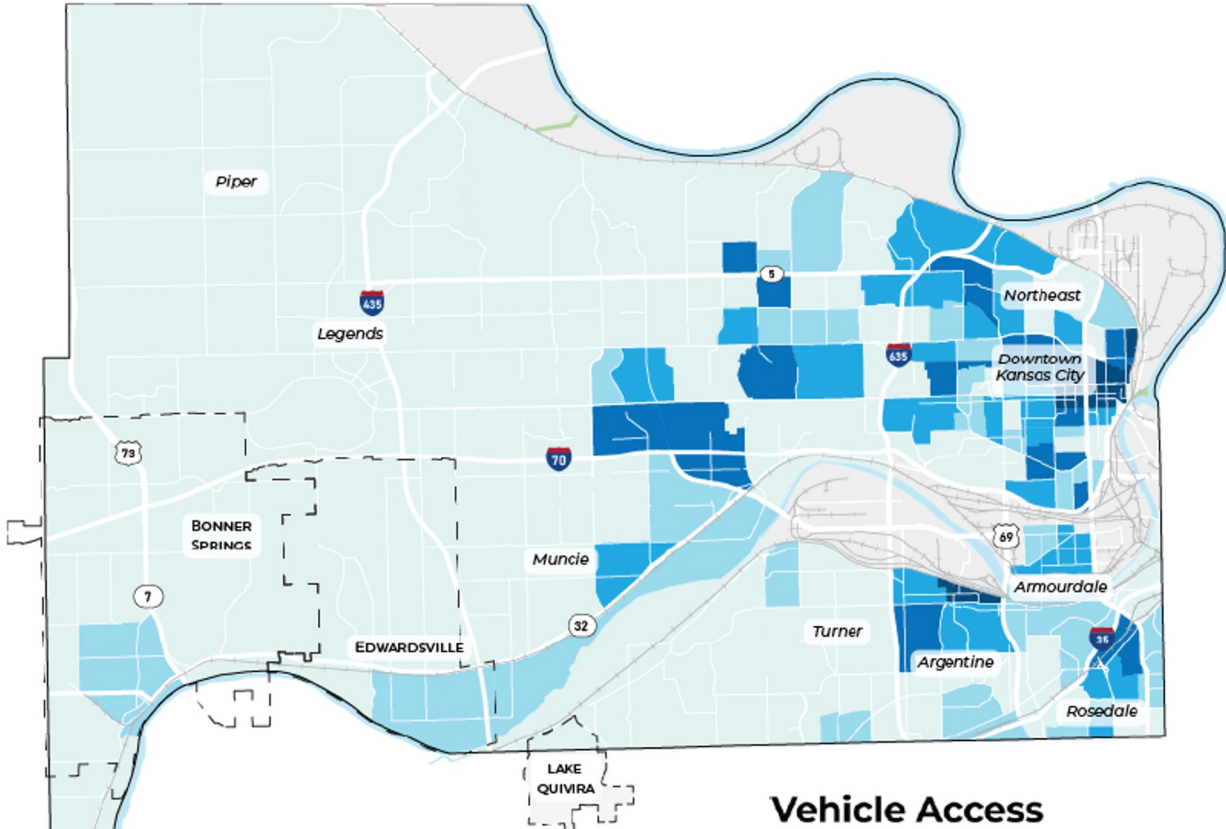 Piper
5
Northeast
435
Legends
635
Downtown
Kansas City
73
70
BONNER
SPRINGS
69
Muncie
Armourdale
7
32
Turner
35
EDWARDSVILLE
Argentine
Rosedale
LAKE
QUIVIRA
Vehicle Access